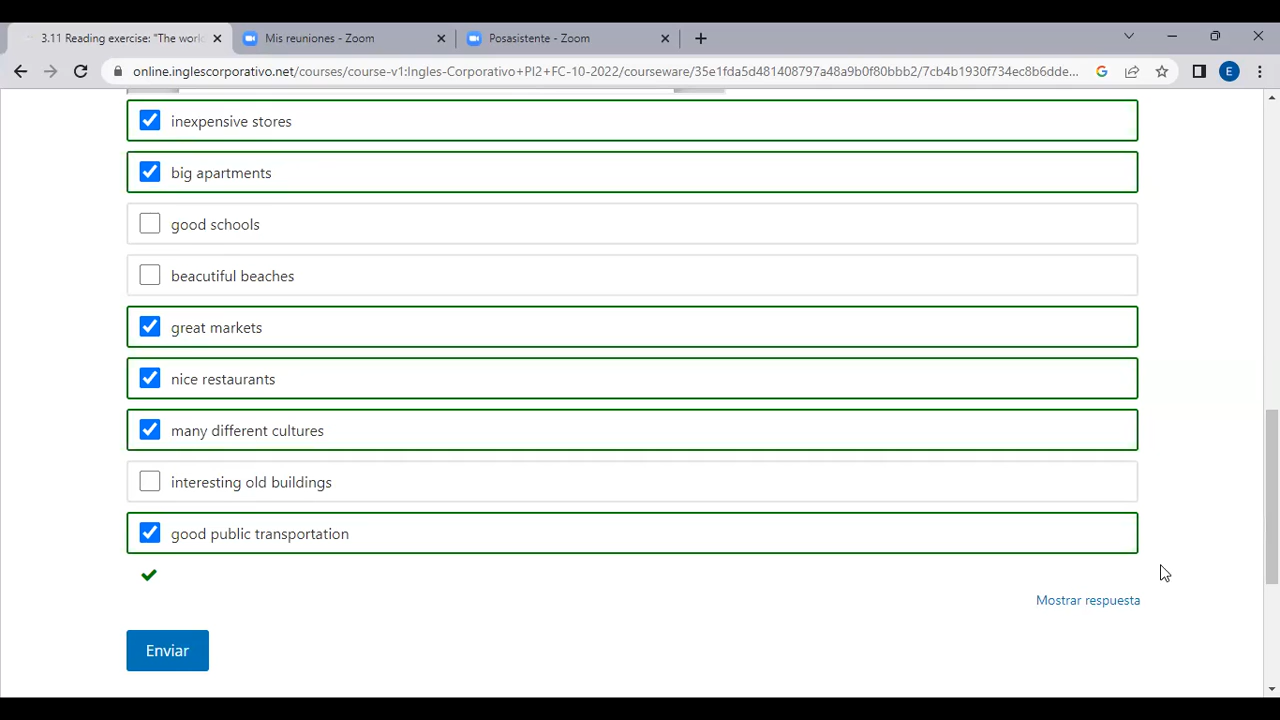 3.11 Reading exercise: "The work
Mis reuniones - Zoom
Posasistente - Zoom
online.inglescorporativo.net/courses/course-v1:Ingles-Corporativo+PI2+FC-10-2022/courseware/35e1fda5d481408797a48a9b0f80bbb2/7cb4b1930f734ec8b6dde...
E
inexpensive stores
big apartments
good schools
beacutiful beaches
great markets
nice restaurants
many different cultures
interesting old buildings
good public transportation
Mostrar respuesta
Enviar